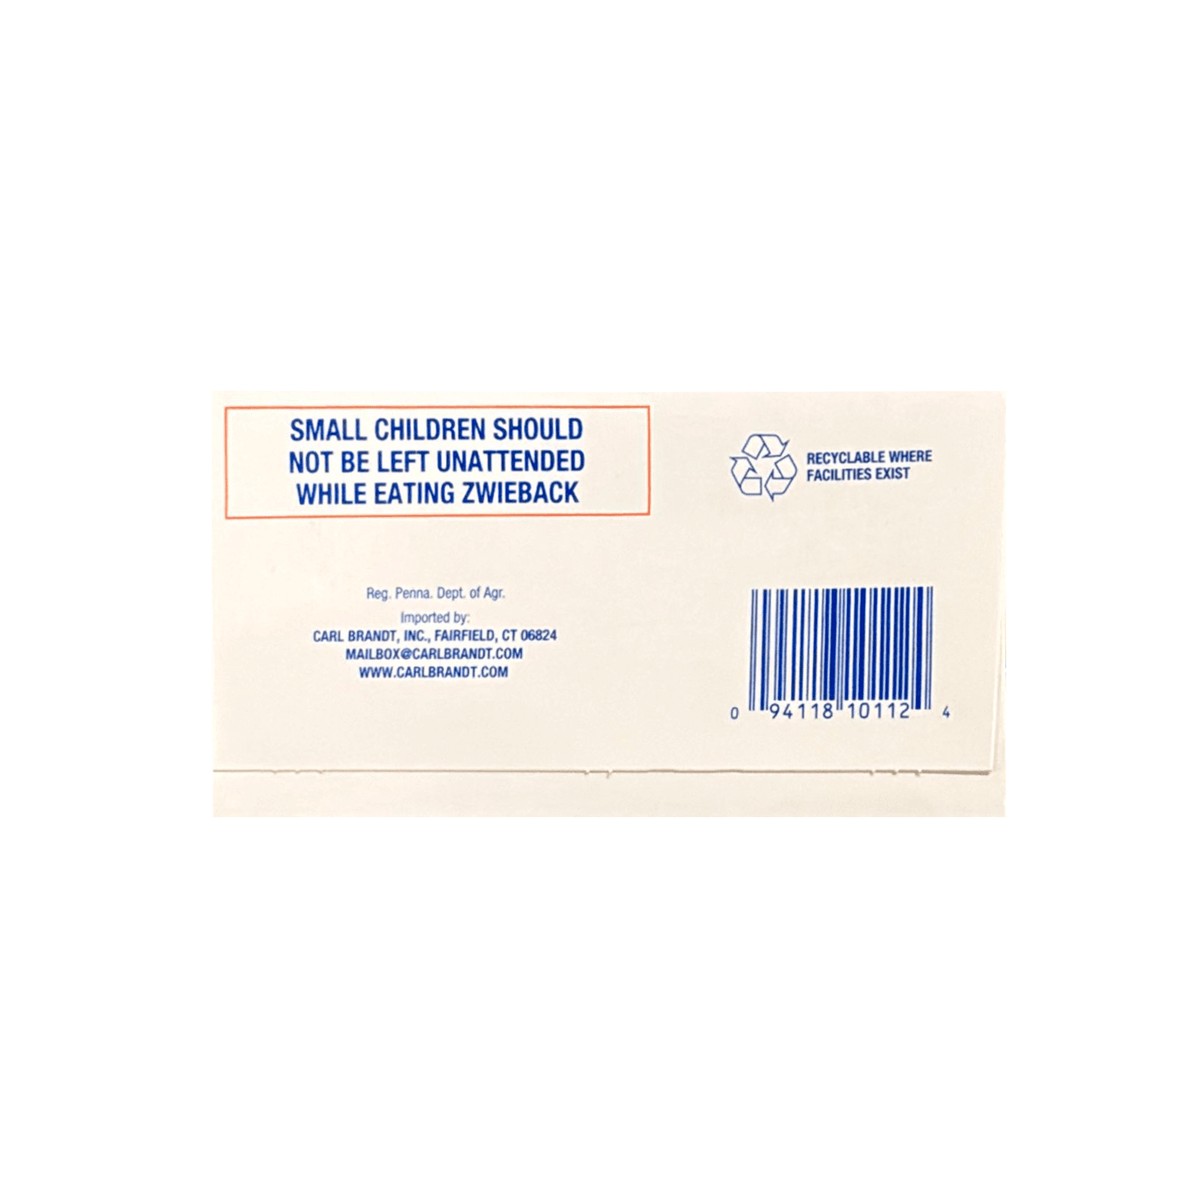 SMALL CHILDREN SHOULD
NOT BE LEFT UNATTENDED
WHILE EATING ZWIEBACK
RECYCLABLE WHERE
FACILITIES EXIST
Reg. Penna. Dept. of Agr.
Imported by:
CARL BRANDT, INC., FAIRFIELD, CT 06824
MAILBOX@CARLBRANDT.COM
WWW.CARLBRANDT.COM
0 94118 10112 4